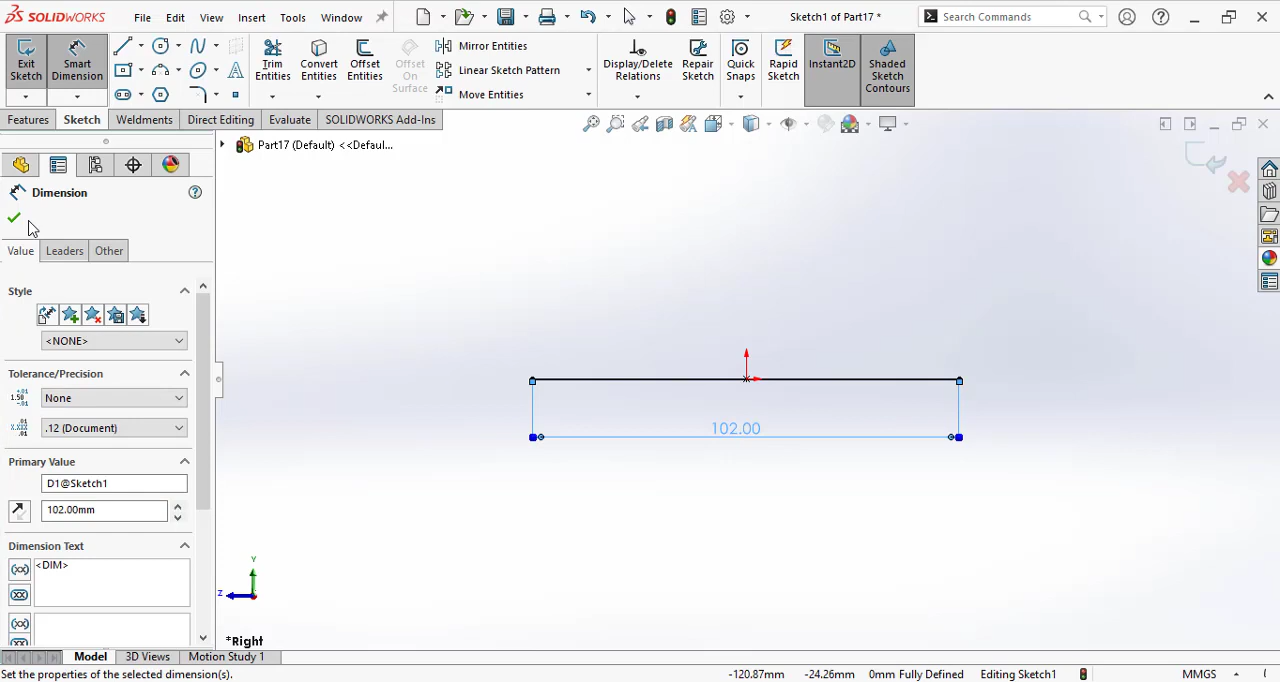 SOLIDWORKS File Edit View Insert Tools Window Sketch1 of Part17 * Search Commands
Exit Sketch
Smart Dimension
Trim Entities
Convert Entities
Offset Entities
Offset On Surface
Mirror Entities
Linear Sketch Pattern
Move Entities
Display/Delete Relations
Repair Sketch
Quick Snaps
Rapid Sketch
Instant2D
Shaded Sketch Contours
Features Sketch Weldments Direct Editing Evaluate SOLIDWORKS Add-Ins
Part17 (Default) <<Defaul...
Dimension
Value Leaders Other
Style
<NONE>
Tolerance/Precision
None
.12 (Document)
Primary Value
D1@Sketch1
102.00mm
Dimension Text
<DIM>
102.00
Y
Z
*Right
Model 3D Views Motion Study 1
Set the properties of the selected dimension(s). -120.87mm -24.26mm 0mm Fully Defined Editing Sketch1 MMGS